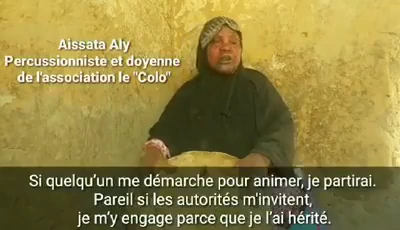 Aissata Aly
Percussionniste et doyenne
de l'association le "Colo"
Si quelqu'un me démarche pour animer, je partirai.
Pareil si les autorités m'invitent,
je m'y engage parce que je l'ai hérité.